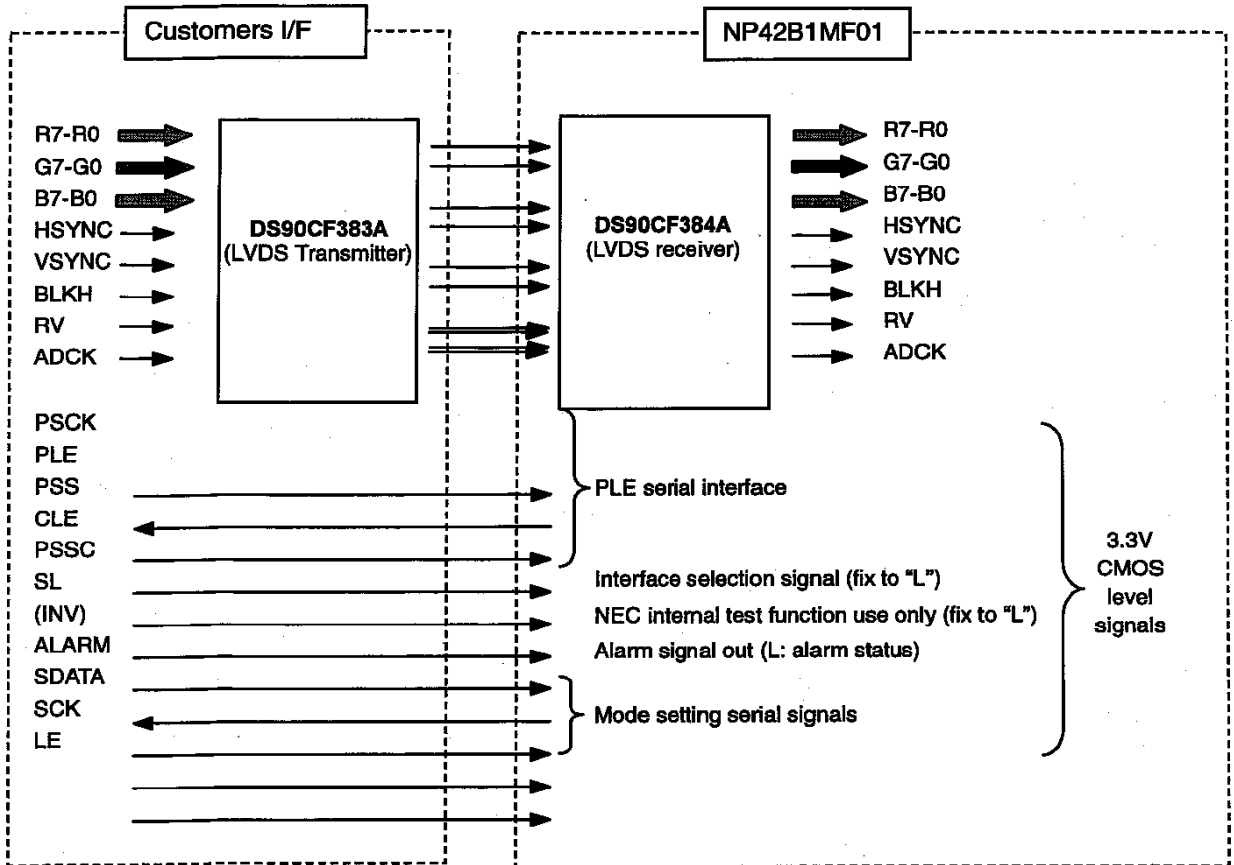 Customers I/F
NP42B1MF01
R7-R0
G7-G0
B7-B0
HSYNC
VSYNC
BLKH
RV
ADCK
DS90CF383A
(LVDS Transmitter)
DS90CF384A
(LVDS receiver)
R7-R0
G7-G0
B7-B0
HSYNC
VSYNC
BLKH
RV
ADCK
PSCK
PLE
PSS
CLE
PSSC
SL
(INV)
ALARM
SDATA
SCK
LE
PLE serial interface
Interface selection signal (fix to "L")
NEC internal test function use only (fix to "L")
Alarm signal out (L: alarm status)
Mode setting serial signals
3.3V
CMOS
level
signals